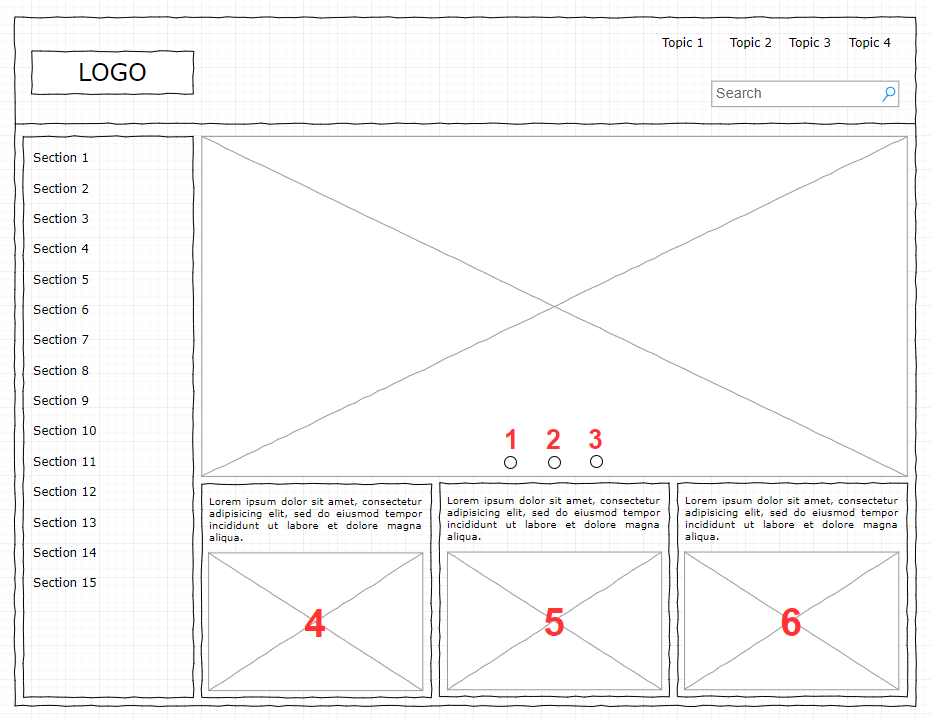 Topic 1
Topic 2
Topic 3
Topic 4
LOGO
Search
Section 1
Section 2
Section 3
Section 4
Section 5
Section 6
Section 7
Section 8
Section 9
Section 10
Section 11
Section 12
Section 13
Section 14
Section 15
1
2
3
Lorem ipsum dolor sit amet, consectetur
adipisicing elit, sed do eiusmod tempor
incididunt ut labore et dolore magna
aliqua.
4
Lorem ipsum dolor sit amet, consectetur
adipisicing elit, sed do eiusmod tempor
incididunt ut labore et dolore magna
aliqua.
5
Lorem ipsum dolor sit amet, consectetur
adipisicing elit, sed do eiusmod tempor
incididunt ut labore et dolore magna
aliqua.
6